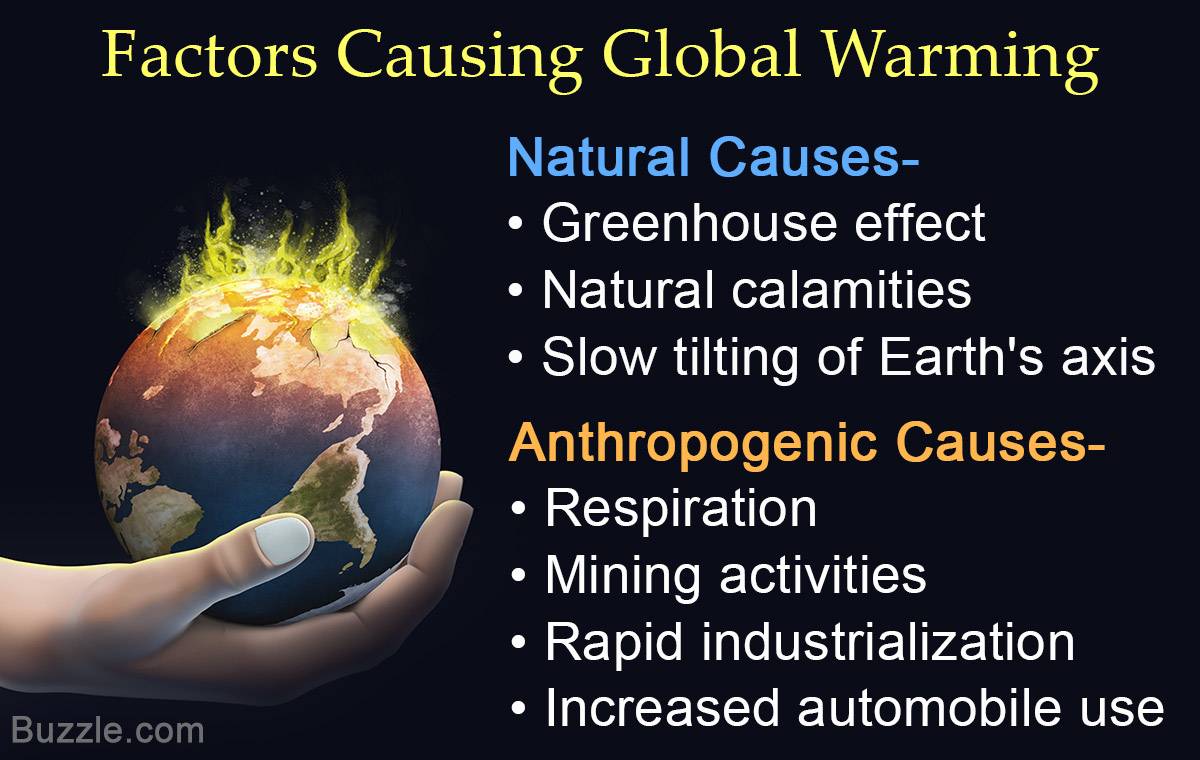 Factors Causing Global Warming
Natural Causes-
• Greenhouse effect
• Natural calamities
• Slow tilting of Earth's axis
Anthropogenic Causes-
• Respiration
• Mining activities
• Rapid industrialization
• Increased automobile use
Buzzle.com